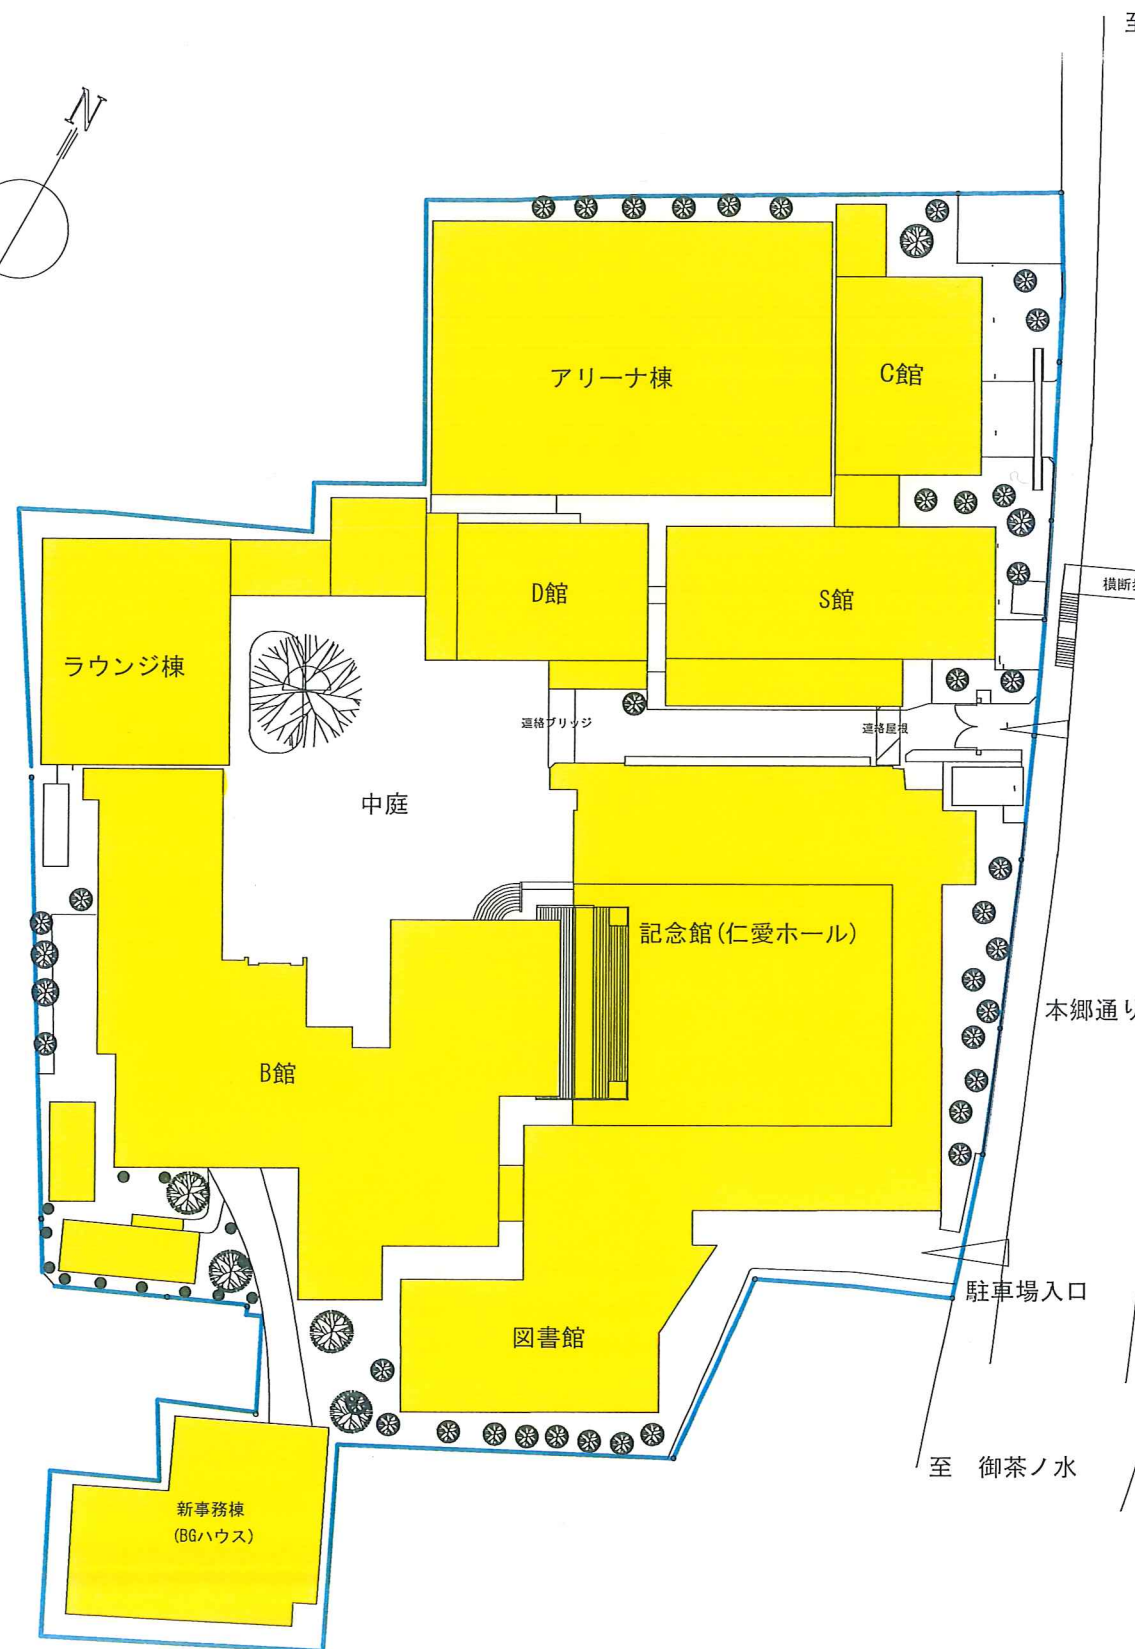 至
N
アリーナ棟
C館
D館
S館
横断
ラウンジ棟
連絡ブリッジ
連絡屋根
中庭
記念館(仁愛ホール)
本郷通り
B館
駐車場入口
図書館
至 御茶ノ水
新事務棟
(BGハウス)